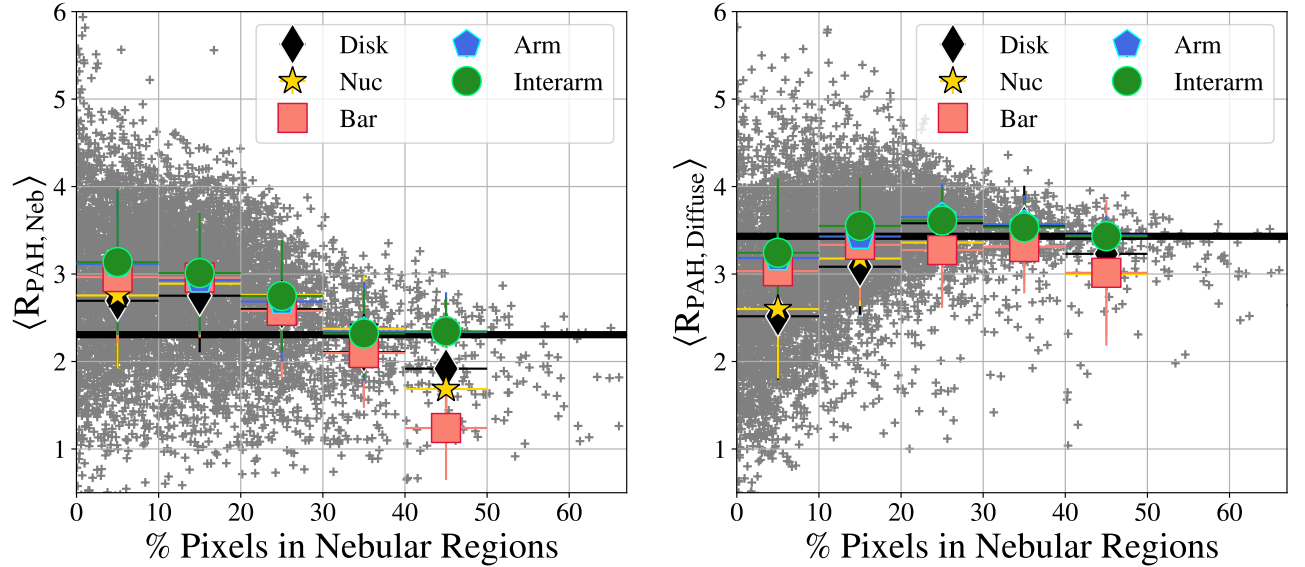 6
5
4
3
2
1
⟨R_PAH, Neb⟩
Disk
Nuc
Bar
Arm
Interarm
0 10 20 30 40 50 60
% Pixels in Nebular Regions
6
5
4
3
2
1
⟨R_PAH, Diffuse⟩
Disk
Nuc
Bar
Arm
Interarm
0 10 20 30 40 50 60
% Pixels in Nebular Regions